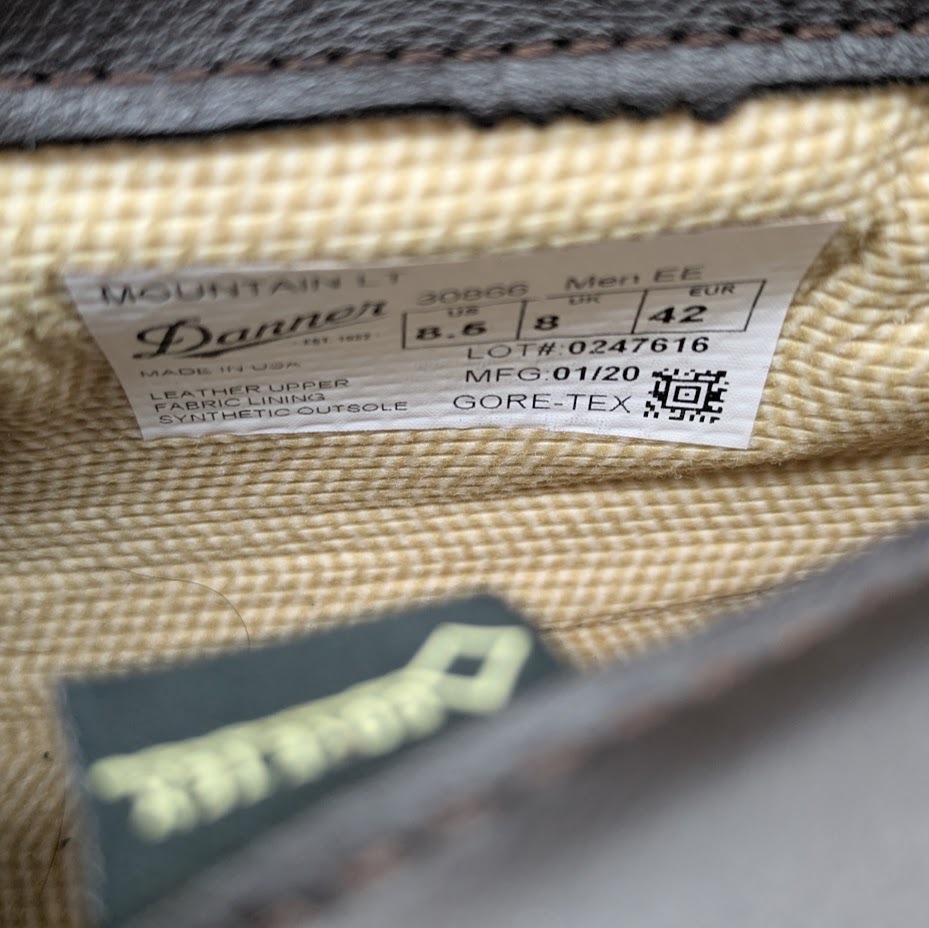 MOUNTAIN LT 30866 Men EE
Danner
EST. 1932
US UK EUR
8.5 8 42
MADE IN USA
LOT#:0247616
LEATHER UPPER
FABRIC LINING
SYNTHETIC OUTSOLE
MFG:01/20
GORE-TEX